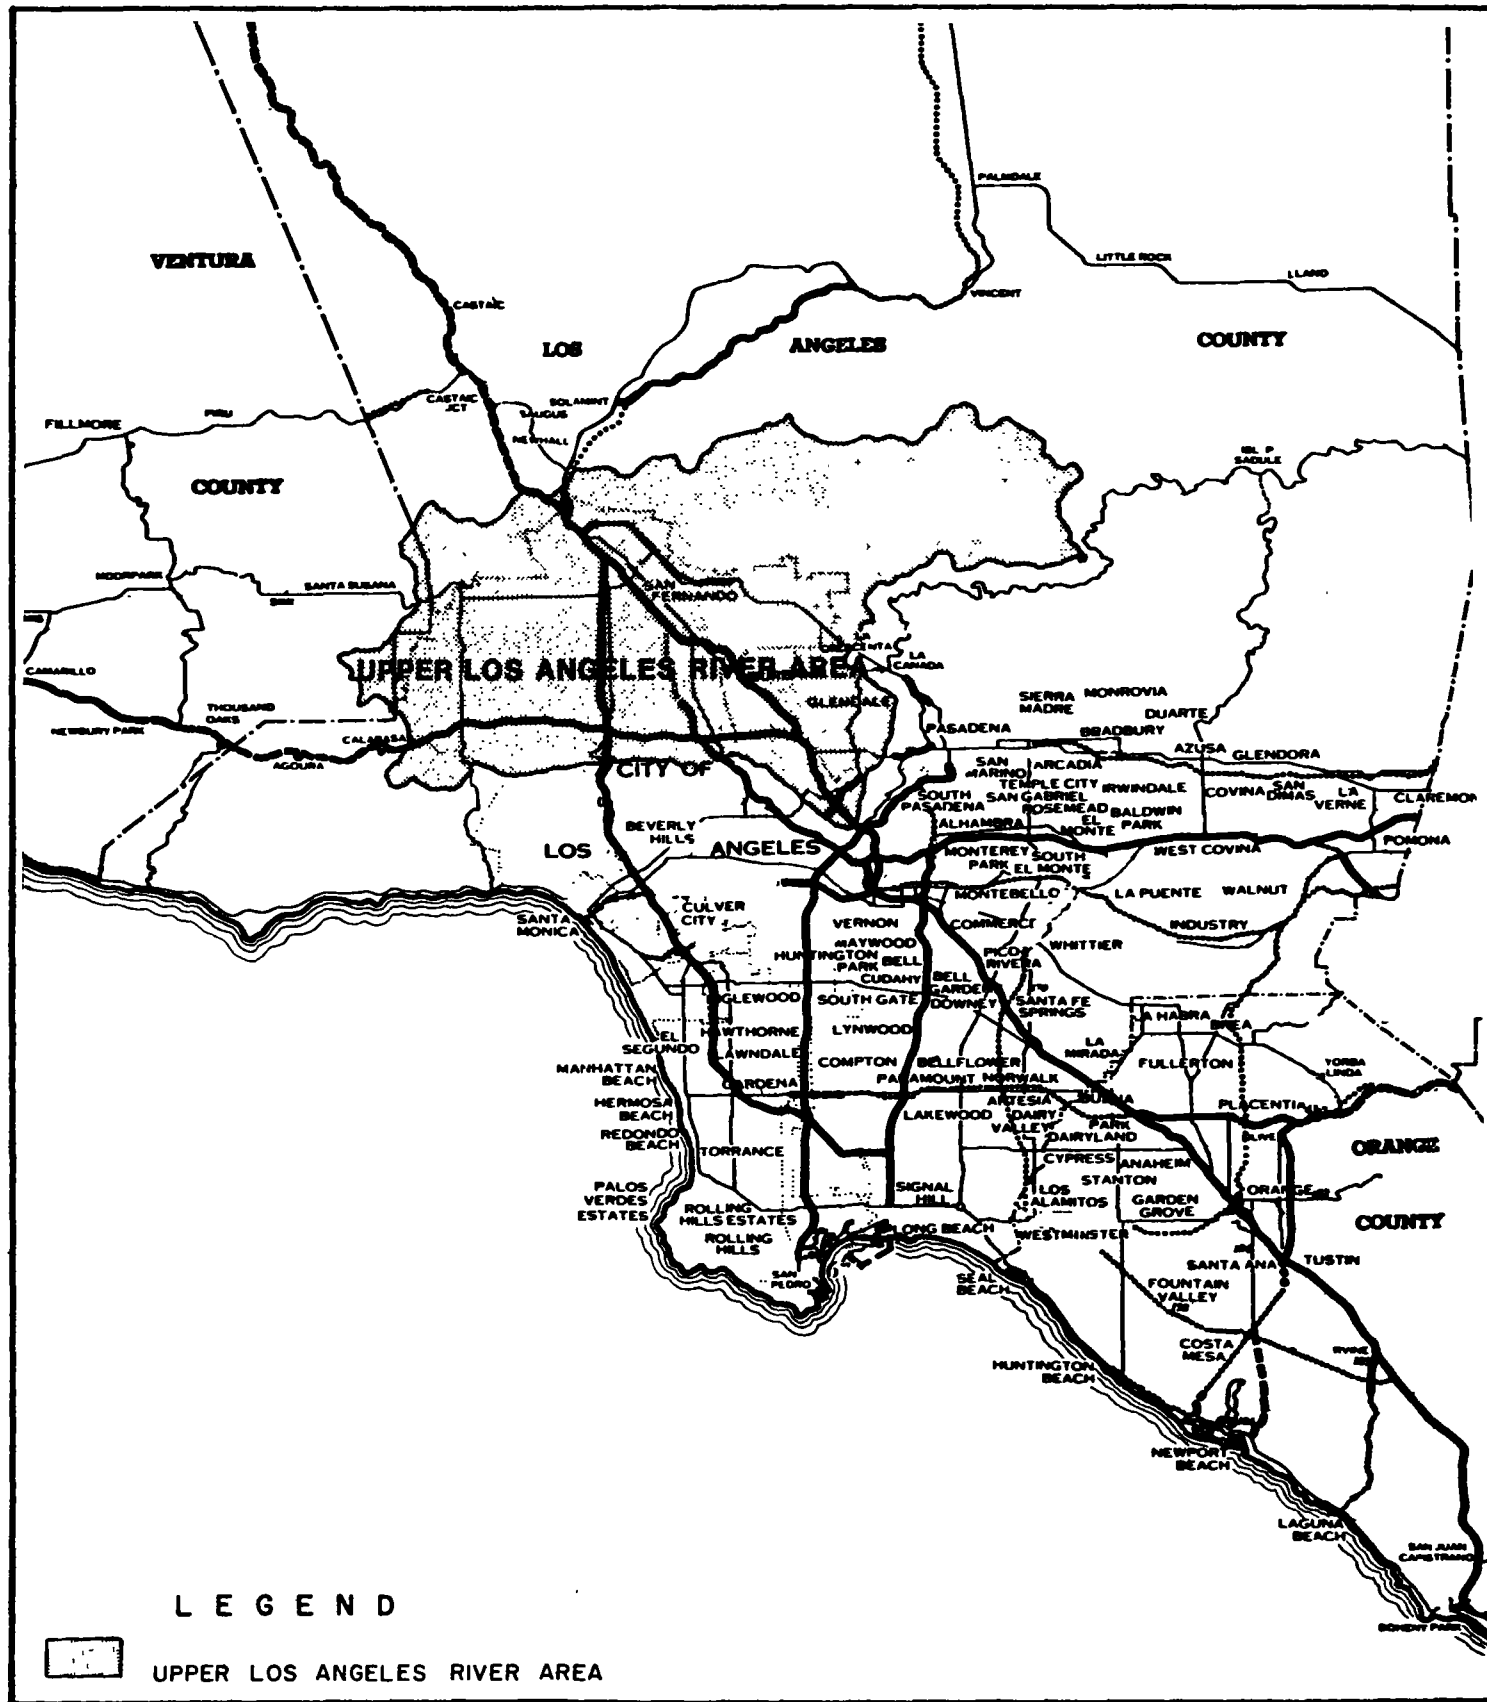 PALMDALE
VENTURA
LITTLE ROCK
LLANO
CASTAIC
VINCENT
LOS
ANGELES
COUNTY
CASTAIC
JCT
SOLAMINT
SAUGUS
PIRU
FILLMORE
NEWHALL
COUNTY
MOORPARK
SANTA SUSANA
SAN
FERNANDO
LA
CRESCENTA
LA
CANADA
UPPER LOS ANGELES RIVER AREA
CAMARILLO
GLENDALE
SIERRA
MADRE
MONROVIA
DUARTE
THOUSAND
OAKS
NEWBURY PARK
PASADENA
BRADBURY
CALABASA
AGOURA
AZUSA
GLENDORA
CITY OF
SAN
MARINO
ARCADIA
TEMPLE CITY
IRWINDALE
COVINA
SAN
DIMAS
LA
VERNE
CLAREMON
SOUTH
PASADENA
SAN GABRIEL
ROSEMEAD
EL
MONTE
BALDWIN
PARK
BEVERLY
HILLS
ALHAMBRA
LOS
ANGELES
MONTEREY
PARK
SOUTH
EL MONTE
WEST COVINA
POMONA
MONTEBELLO
LA PUENTE
WALNUT
SANTA
MONICA
CULVER
CITY
VERNON
COMMERCE
INDUSTRY
MAYWOOD
HUNTINGTON
PARK
BELL
PICO
RIVERA
WHITTIER
CUDAHY
BELL
GARDEN
INGLEWOOD
SOUTH GATE
DOWNEY
SANTA FE
SPRINGS
LA HABRA
BREA
EL
SEGUNDO
HAWTHORNE
LYNWOOD
LAWNDALE
LA
MIRADA
MANHATTAN
BEACH
COMPTON
BELLFLOWER
FULLERTON
YORBA
LINDA
GARDENA
PARAMOUNT
NORWALK
HERMOSA
BEACH
ARTESIA
BUENA
PARK
PLACENTIA
LAKEWOOD
DAIRY
VALLEY
REDONDO
BEACH
DAIRYLAND
OLIVE
ORANGE
TORRANCE
CYPRESS
ANAHEIM
STANTON
PALOS
VERDES
ESTATES
SIGNAL
HILL
LOS
ALAMITOS
GARDEN
GROVE
ORANGE
ROLLING
HILLS ESTATES
COUNTY
ROLLING
HILLS
LONG BEACH
WESTMINSTER
SAN
PEDRO
SEAL
BEACH
SANTA ANA
TUSTIN
FOUNTAIN
VALLEY
COSTA
MESA
IRVINE
HUNTINGTON
BEACH
NEWPORT
BEACH
LAGUNA
BEACH
SAN JUAN
CAPISTRANO
LEGEND
UPPER LOS ANGELES RIVER AREA